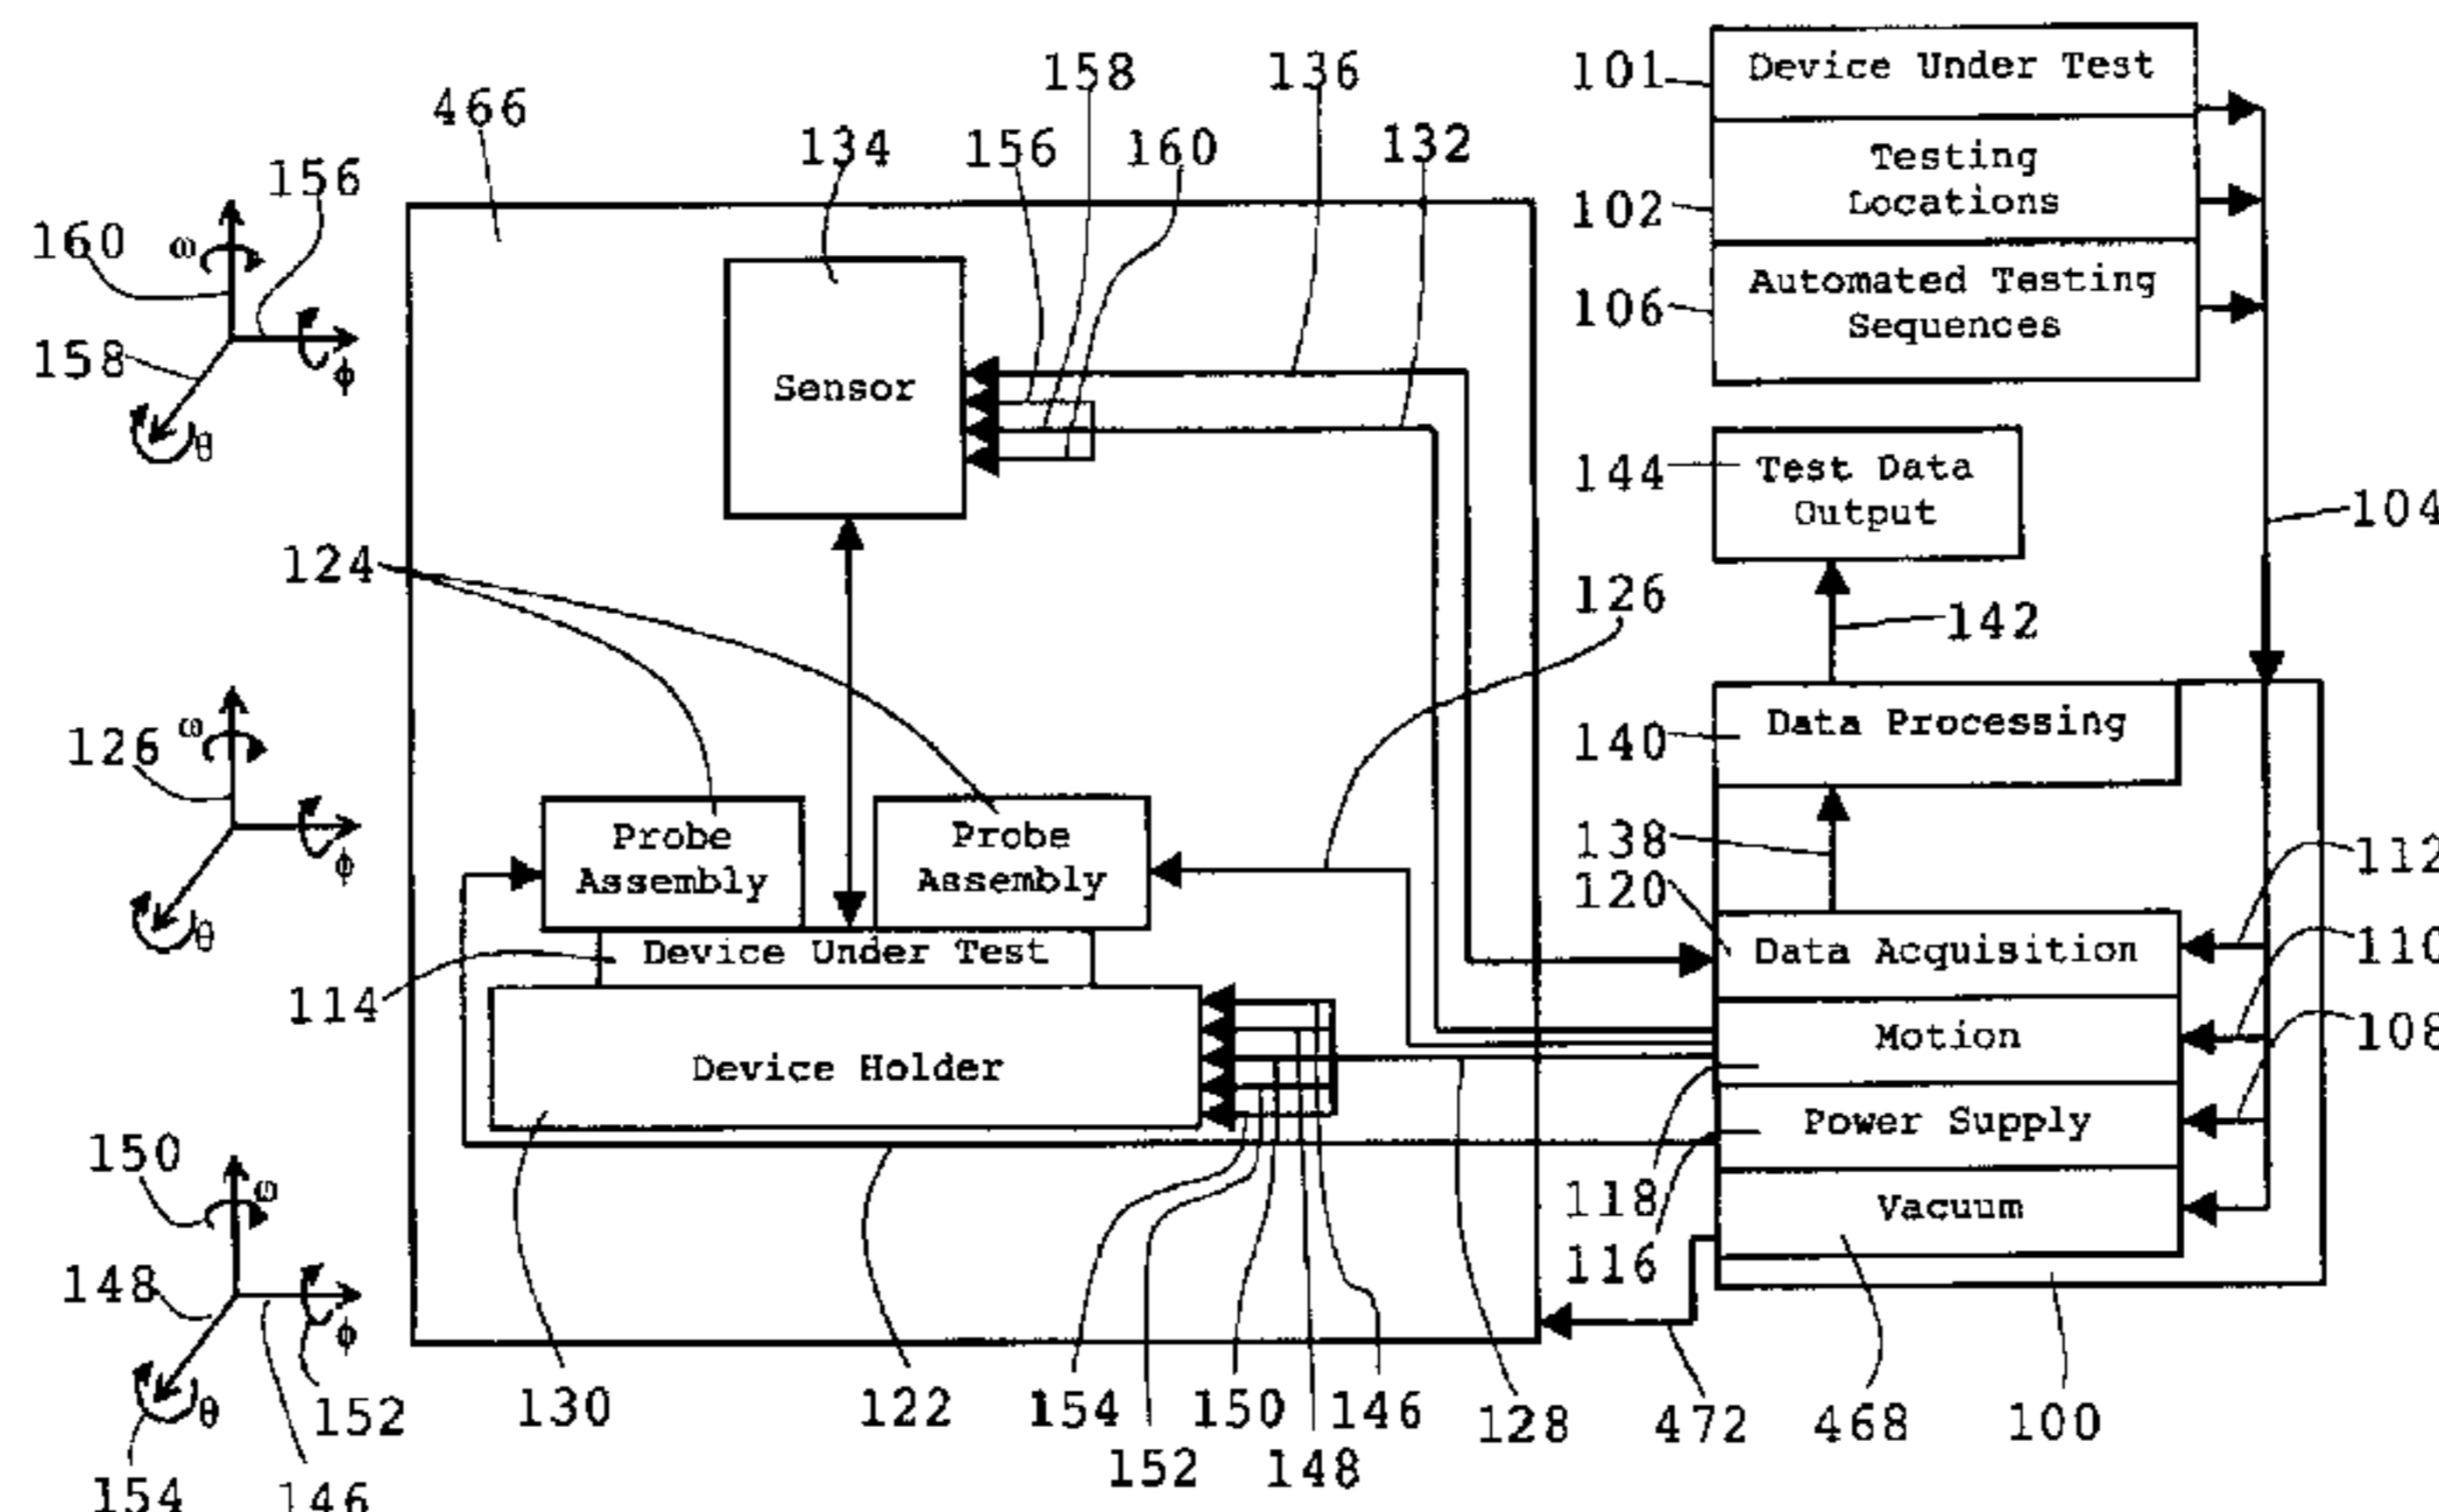 158
136
101
Device Under Test
466
134
156
160
132
Testing
Locations
102
156
160
ω
Automated Testing
Sequences
106
158
ϕ
θ
Sensor
144
Test Data
Output
104
124
126
142
126
ω
ϕ
θ
140
Data Processing
138
Probe
Assembly
Probe
Assembly
112
120
Data Acquisition
110
114
Device Under Test
Motion
108
Device Holder
Power Supply
150
ω
118
Vacuum
116
148
ϕ
θ
152
154
146
130
122
154
152
150
148
146
128
472
468
100